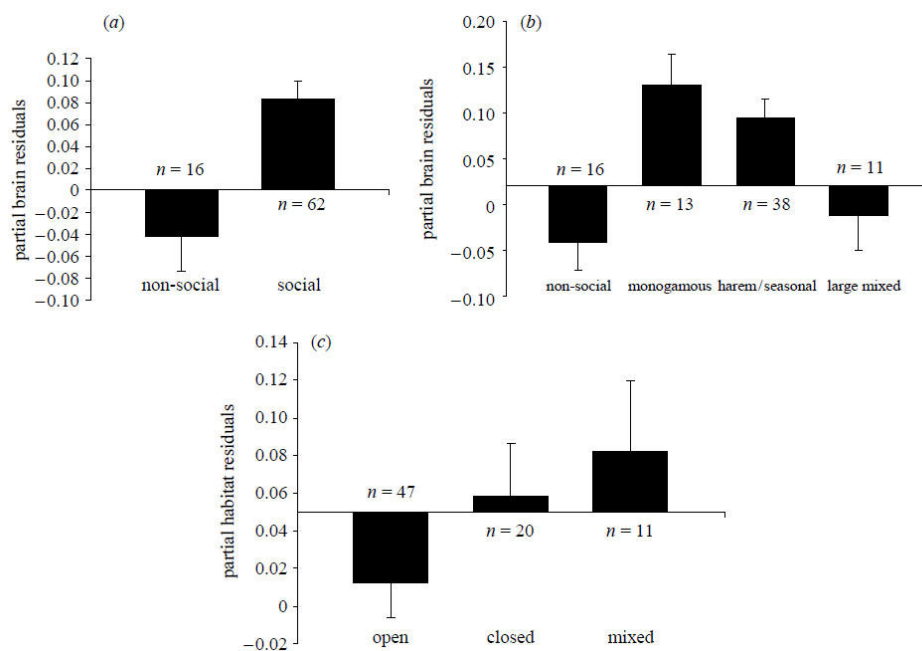 (a)
partial brain residuals
0.12
0.10
0.08
0.06
0.04
0.02
0
−0.02
−0.04
−0.06
−0.08
−0.10
n = 16
n = 62
non-social
social
(b)
partial brain residuals
0.20
0.15
0.10
0.05
0
−0.05
−0.10
n = 16
n = 13
n = 38
n = 11
non-social
monogamous
harem/seasonal
large mixed
(c)
partial habitat residuals
0.14
0.12
0.10
0.08
0.06
0.04
0.02
0
−0.02
n = 47
n = 20
n = 11
open
closed
mixed